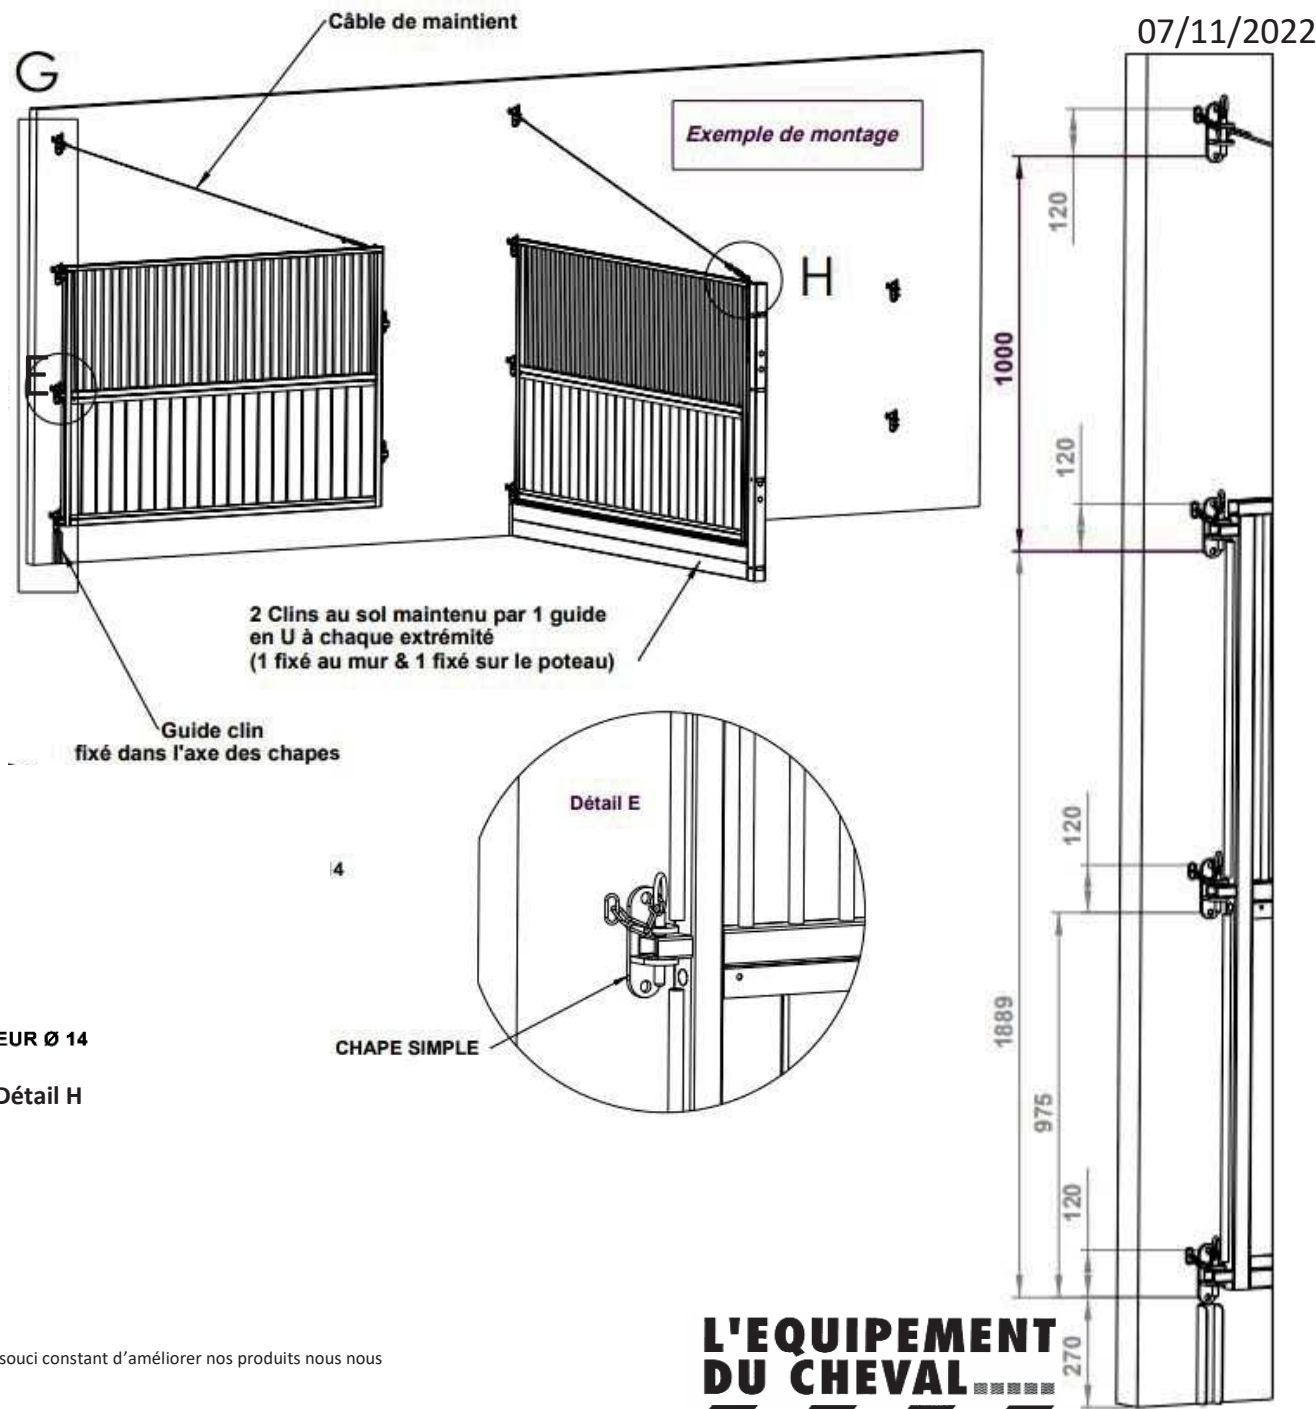 07/11/2022
Câble de maintient
G
Exemple de montage
H
E
2 Clins au sol maintenu par 1 guide
en U à chaque extrémité
(1 fixé au mur & 1 fixé sur le poteau)
Guide clin
fixé dans l'axe des chapes
Détail E
4
CHAPE SIMPLE
EUR Ø 14
Détail H
120
1000
120
120
1889
975
120
270
souci constant d’améliorer nos produits nous nous
L'EQUIPEMENT
DU CHEVAL